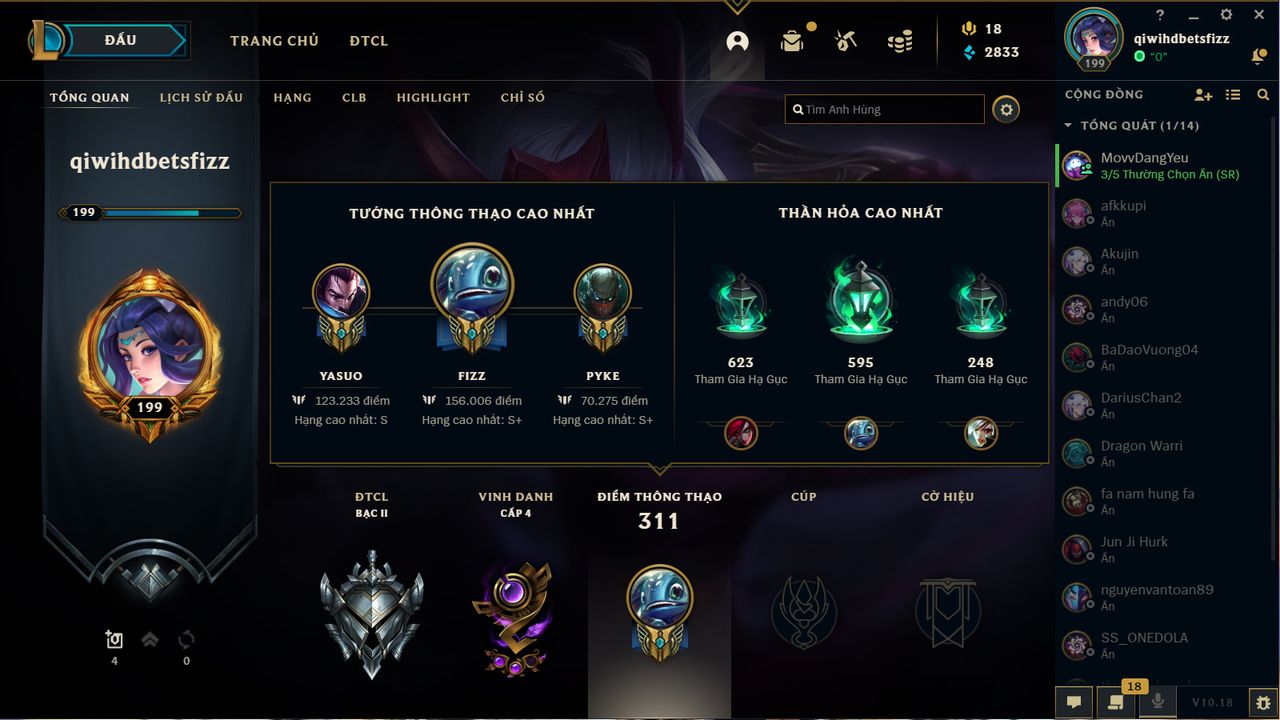 ĐẤU
TRANG CHỦ
ĐTCL
18
2833
?
qiwihdbetsfizz
"0"
199
TỔNG QUAN
LỊCH SỬ ĐẤU
HẠNG
CLB
HIGHLIGHT
CHỈ SỐ
Tìm Anh Hùng
CỘNG ĐỒNG
TỔNG QUÁT (1/14)
qiwihdbetsfizz
199
199
4
0
TƯỚNG THÔNG THẠO CAO NHẤT
YASUO
123.233 điểm
Hạng cao nhất: S
FIZZ
156.006 điểm
Hạng cao nhất: S+
PYKE
70.275 điểm
Hạng cao nhất: S+
THẦN HỎA CAO NHẤT
623
Tham Gia Hạ Gục
595
Tham Gia Hạ Gục
248
Tham Gia Hạ Gục
ĐTCL
BẠC II
VINH DANH
CẤP 4
ĐIỂM THÔNG THẠO
311
CÚP
CỜ HIỆU
MovvDangYeu
3/5 Thường Chọn Ẩn (SR)
afkkupi
Ẩn
Akujin
Ẩn
andy06
Ẩn
BaDaoVuong04
Ẩn
DariusChan2
Ẩn
Dragon Warri
Ẩn
fa nam hung fa
Ẩn
Jun Ji Hurk
Ẩn
nguyenvantoan89
Ẩn
SS_ONEDOLA
Ẩn
18
V10.18